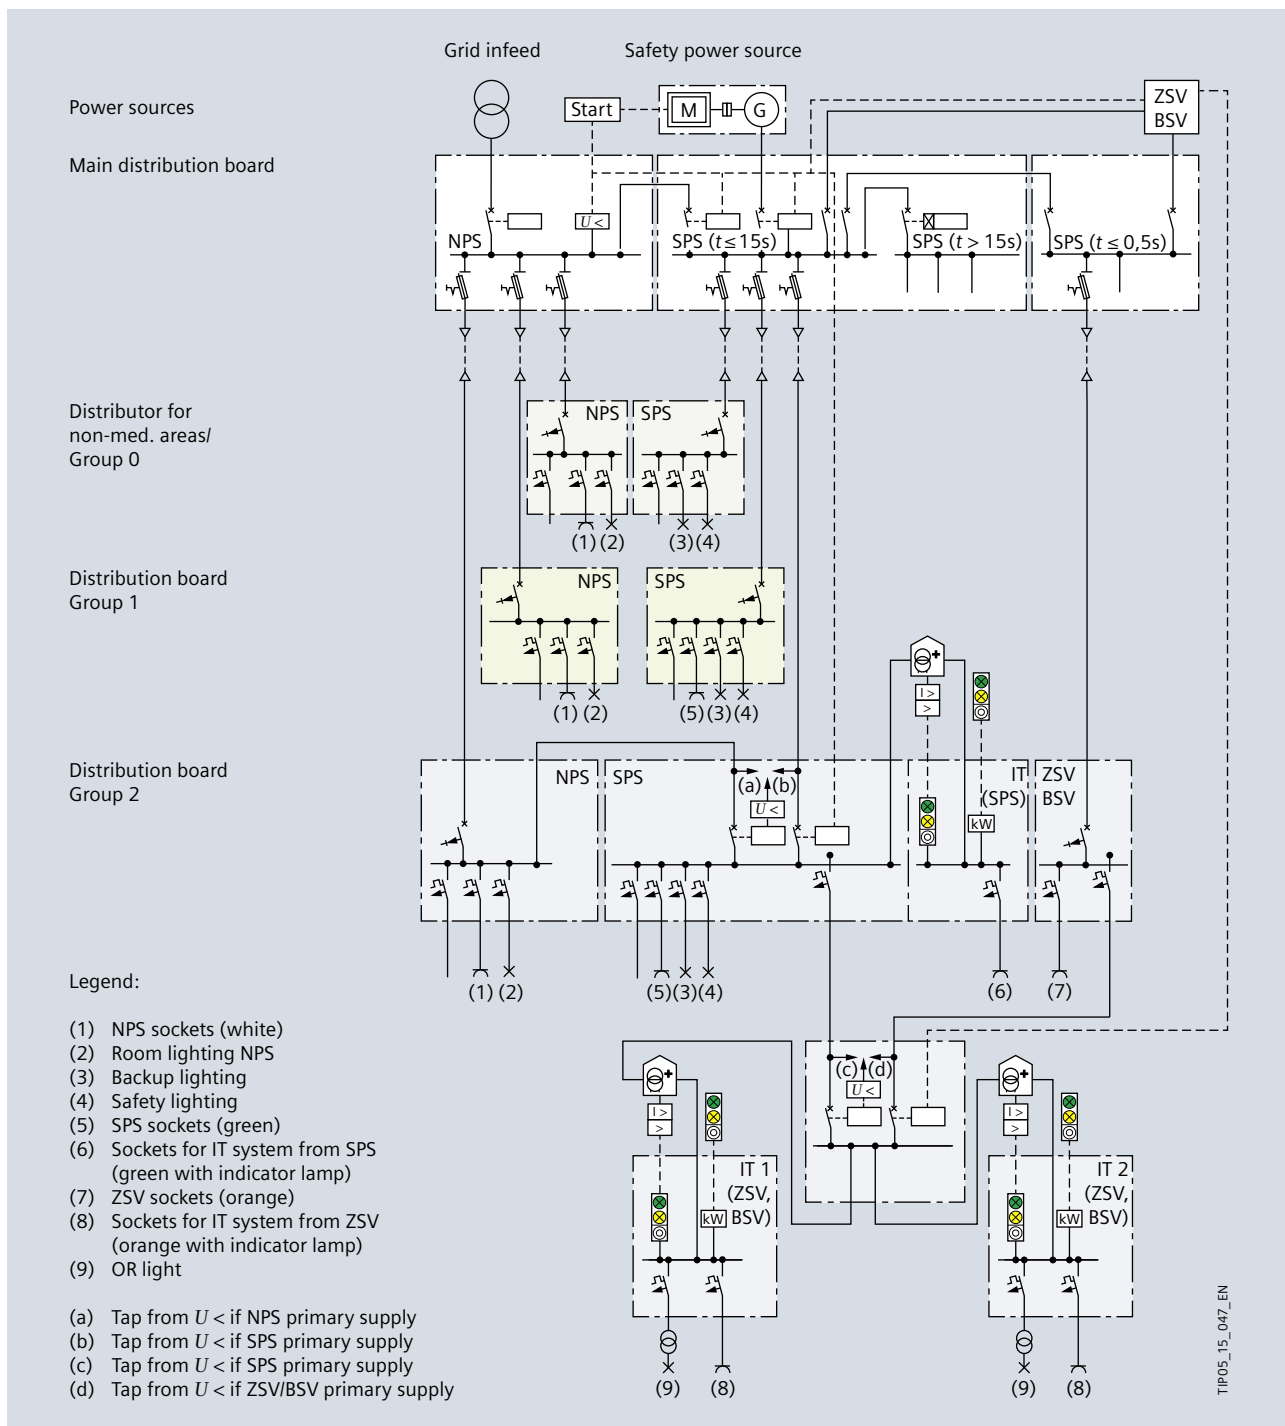 Grid infeed
Safety power source
Power sources
Start
M
G
ZSV
BSV
Main distribution board
U <
NPS
SPS (t ≤ 15s)
SPS (t > 15s)
SPS (t ≤ 0,5s)
Distributor for
non-med. areas/
Group 0
NPS
SPS
(1) (2)
(3) (4)
Distribution board
Group 1
NPS
SPS
(1) (2)
(5) (3) (4)
I >
>
Distribution board
Group 2
NPS
SPS
(a) (b)
U <
IT
(SPS)
kW
ZSV
BSV
(1) (2)
(5) (3) (4)
(6)
(7)
Legend:
(1) NPS sockets (white)
(2) Room lighting NPS
(3) Backup lighting
(4) Safety lighting
(5) SPS sockets (green)
(6) Sockets for IT system from SPS
(green with indicator lamp)
(7) ZSV sockets (orange)
(8) Sockets for IT system from ZSV
(orange with indicator lamp)
(9) OR light
(a) Tap from U < if NPS primary supply
(b) Tap from U < if SPS primary supply
(c) Tap from U < if SPS primary supply
(d) Tap from U < if ZSV/BSV primary supply
(c) (d)
U <
I >
>
IT 1
(ZSV,
BSV)
kW
(9)
(8)
I >
>
IT 2
(ZSV,
BSV)
kW
(9)
(8)
TIP05_15_047_EN